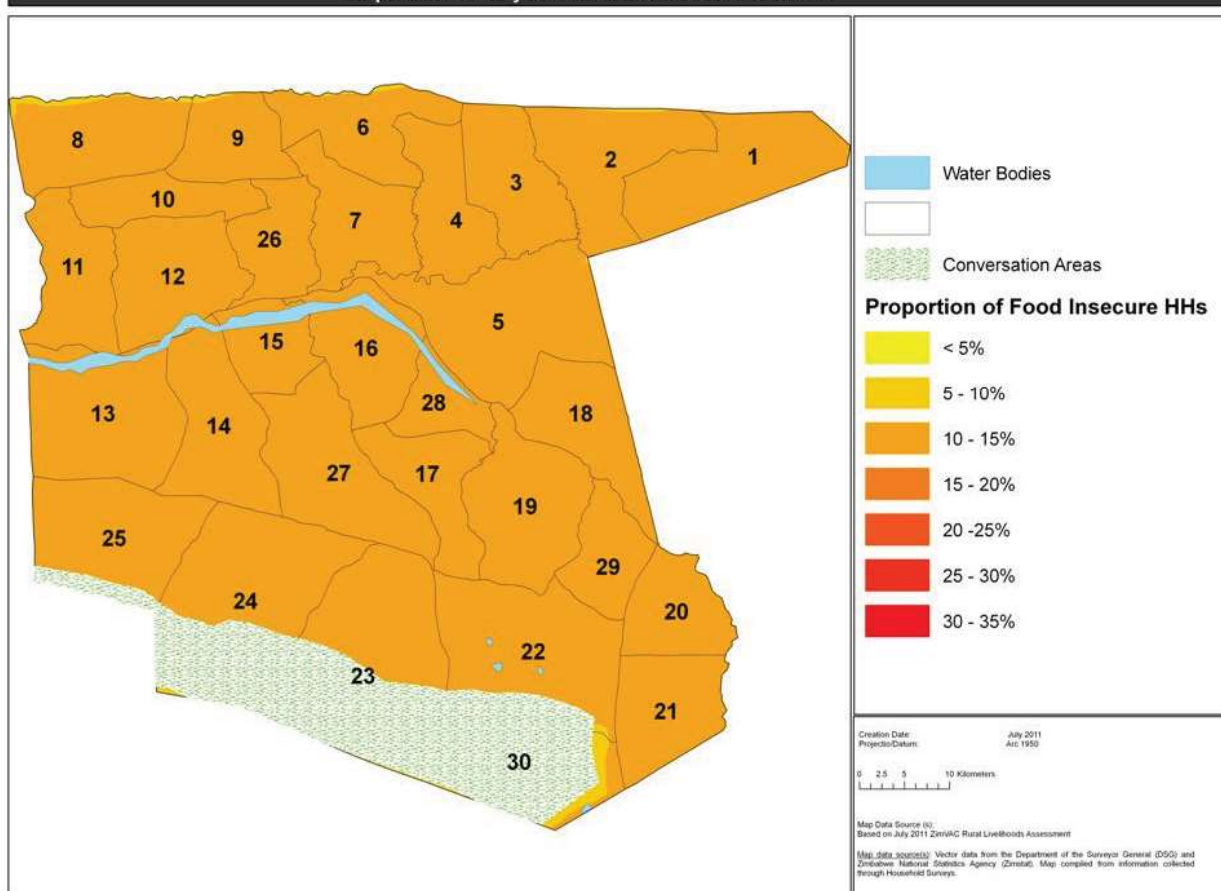 8
9
6
2
1
3
10
7
4
26
11
12
5
15
16
28
18
13
14
27
17
19
25
29
24
20
22
23
21
30
Water Bodies
Conversation Areas
Proportion of Food Insecure HHs
< 5%
5 - 10%
10 - 15%
15 - 20%
20 -25%
25 - 30%
30 - 35%
Creation Date: July 2011
Projectio/Datum: Arc 1950
0 2.5 5 10 Kilometers
Map Data Source (s):
Based on July 2011 ZimVAC Rural Livelihoods Assessment
Map data source(s): Vector data from the Department of the Surveyor General (DSG) and
Zimbabwe National Statistics Agency (Zimstat). Map compiled from information collected
through Household Surveys.